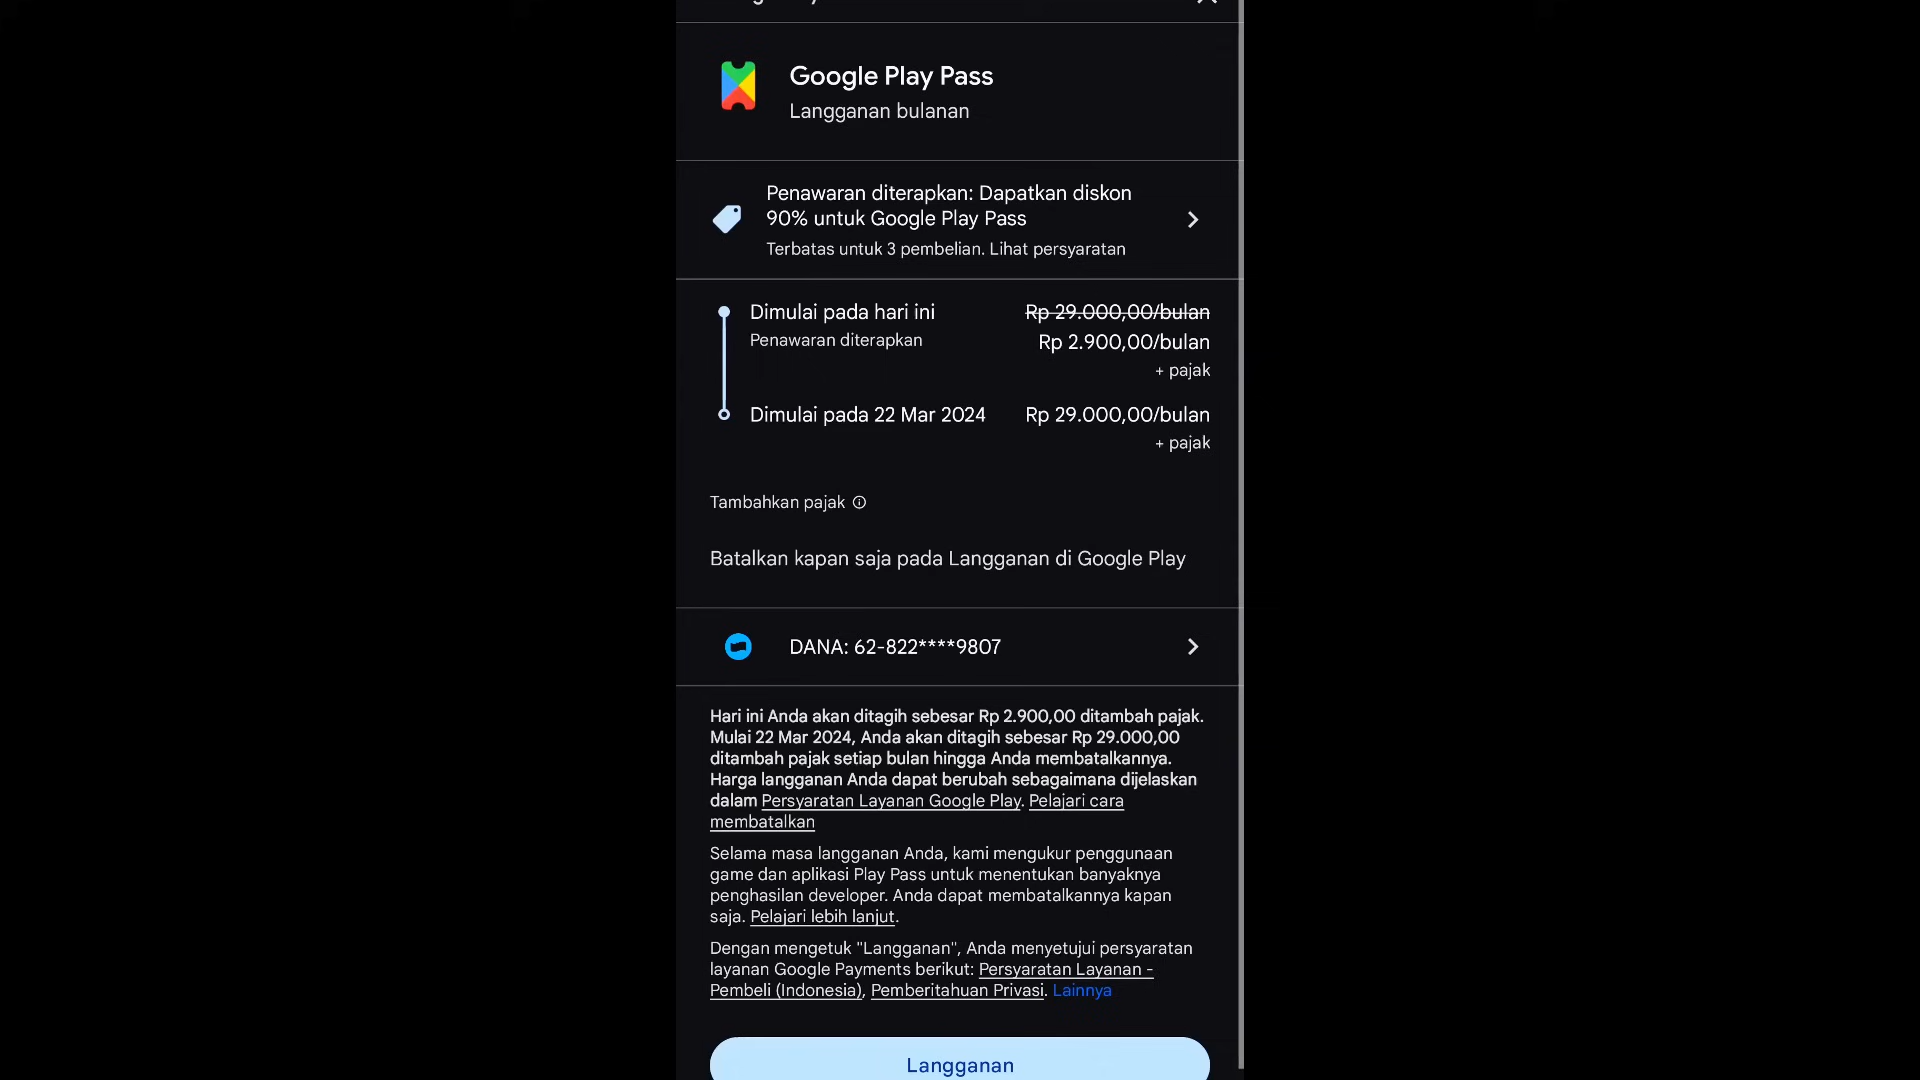 Google Play Pass
Langganan bulanan
Penawaran diterapkan: Dapatkan diskon
90% untuk Google Play Pass
Terbatas untuk 3 pembelian. Lihat persyaratan
Dimulai pada hari ini
Rp 29.000,00/bulan
Penawaran diterapkan
Rp 2.900,00/bulan
+ pajak
Dimulai pada 22 Mar 2024
Rp 29.000,00/bulan
+ pajak
Tambahkan pajak
Batalkan kapan saja pada Langganan di Google Play
DANA: 62-822****9807
Hari ini Anda akan ditagih sebesar Rp 2.900,00 ditambah pajak.
Mulai 22 Mar 2024, Anda akan ditagih sebesar Rp 29.000,00
ditambah pajak setiap bulan hingga Anda membatalkannya.
Harga langganan Anda dapat berubah sebagaimana dijelaskan
dalam Persyaratan Layanan Google Play. Pelajari cara
membatalkan
Selama masa langganan Anda, kami mengukur penggunaan
game dan aplikasi Play Pass untuk menentukan banyaknya
penghasilan developer. Anda dapat membatalkannya kapan
saja. Pelajari lebih lanjut.
Dengan mengetuk "Langganan", Anda menyetujui persyaratan
layanan Google Payments berikut: Persyaratan Layanan -
Pembeli (Indonesia), Pemberitahuan Privasi. Lainnya
Langganan